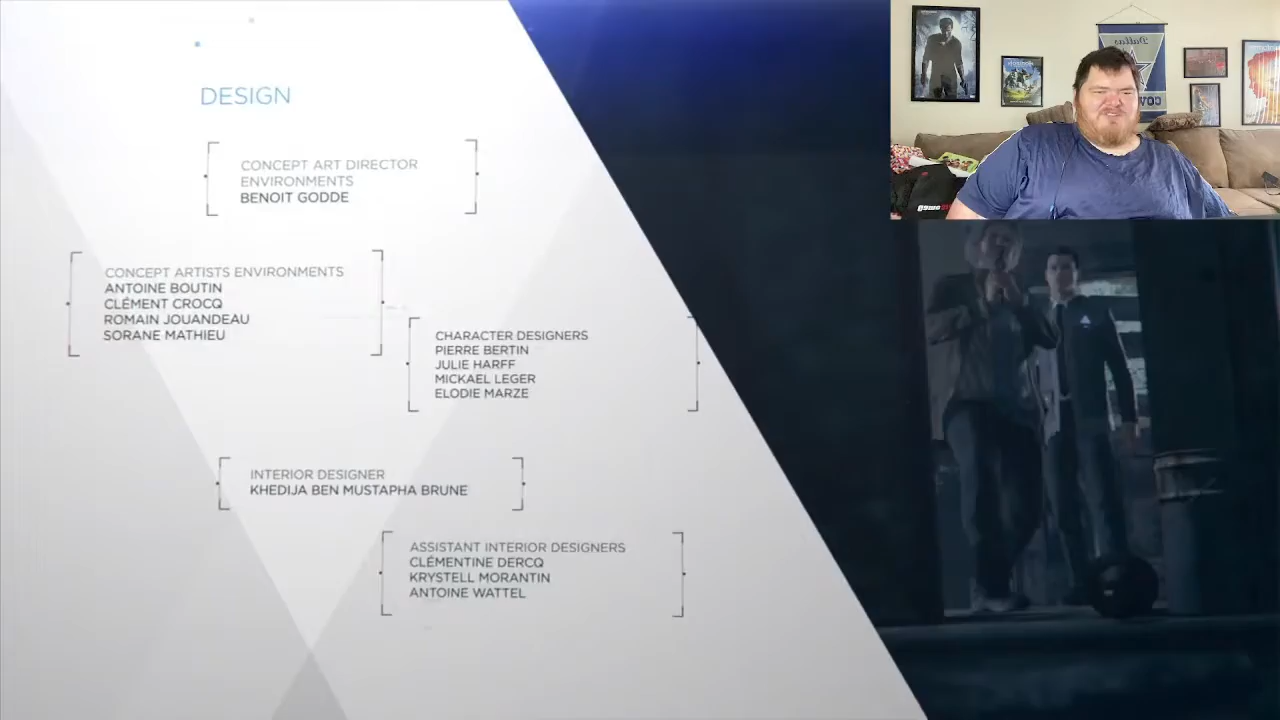 DESIGN
CONCEPT ART DIRECTOR
ENVIRONMENTS
BENOIT GODDE
CONCEPT ARTISTS ENVIRONMENTS
ANTOINE BOUTIN
CLÉMENT CROCQ
ROMAIN JOUANDEAU
SORANE MATHIEU
CHARACTER DESIGNERS
PIERRE BERTIN
JULIE HARFF
MICKAEL LEGER
ELODIE MARZE
INTERIOR DESIGNER
KHEDIJA BEN MUSTAPHA BRUNE
ASSISTANT INTERIOR DESIGNERS
CLÉMENTINE DERCQ
KRYSTELL MORANTIN
ANTOINE WATTEL
Dallas